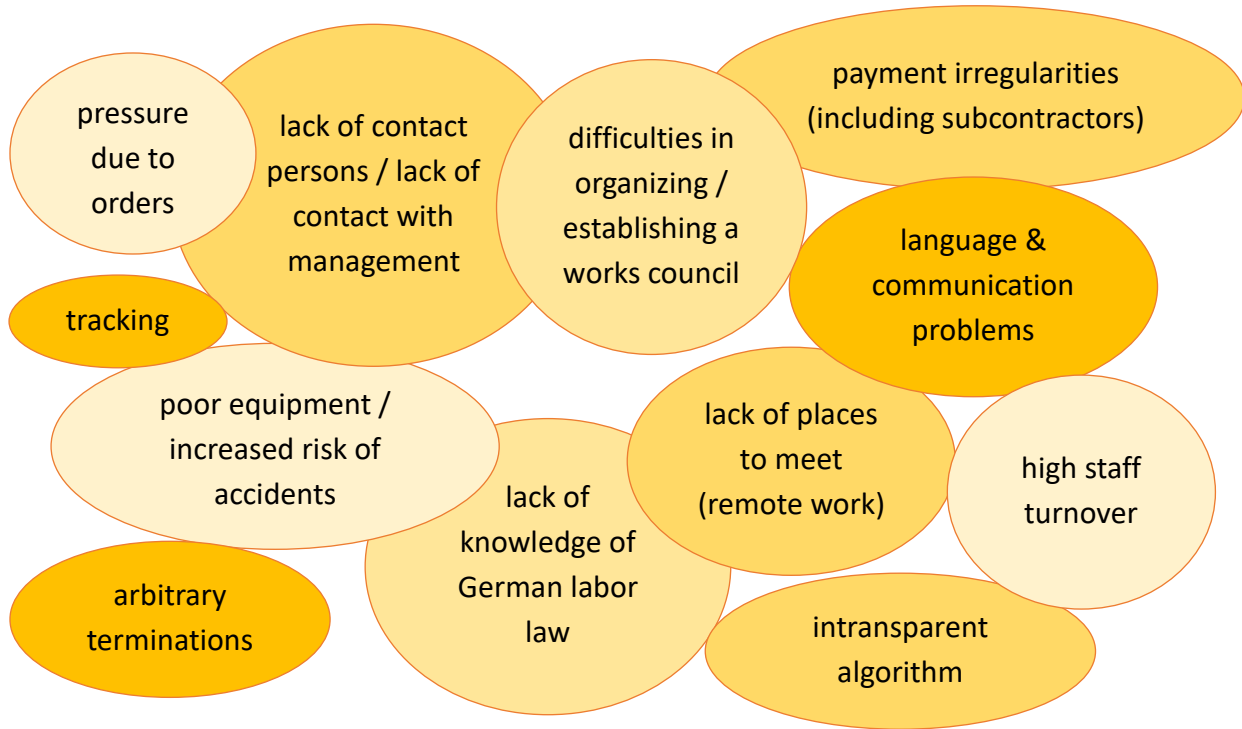 pressure
due to
orders
lack of contact
persons / lack of
contact with
management
difficulties in
organizing /
establishing a
works council
payment irregularities
(including subcontractors)
language &
communication
problems
tracking
poor equipment /
increased risk of
accidents
lack of
knowledge of
German labor
law
lack of places
to meet
(remote work)
high staff
turnover
arbitrary
terminations
intransparent
algorithm